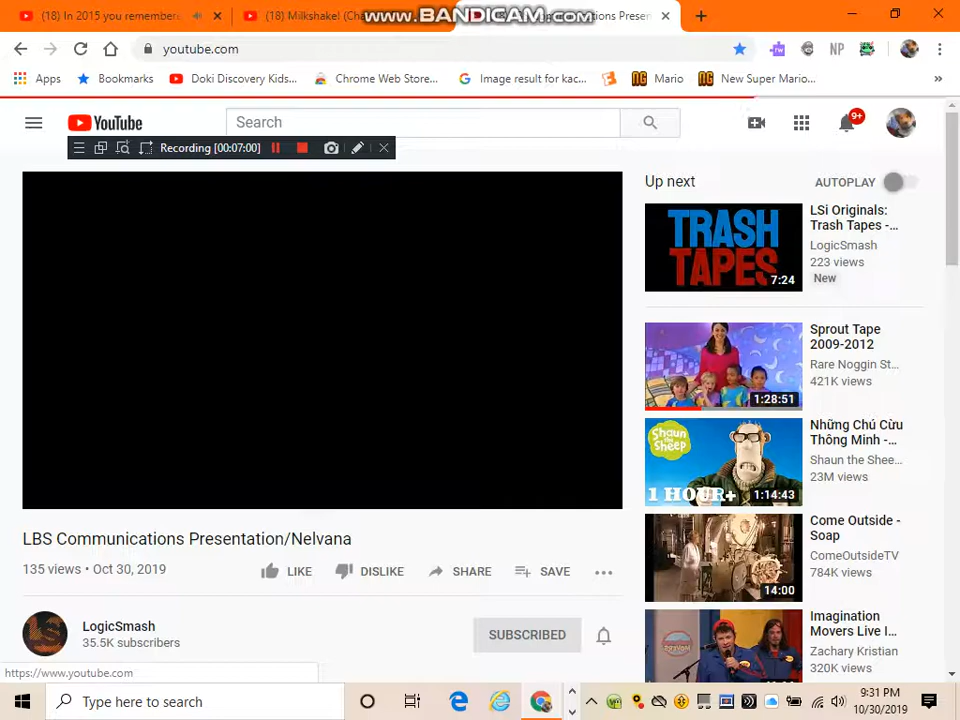 (18) In 2015 you remember
(18) Milkshake! (Cha
ations Presen
www.BANDICAM.com
youtube.com
Apps
Bookmarks
Doki Discovery Kids...
Chrome Web Store...
Image result for kac...
Mario
New Super Mario...
»
YouTube
Search
9+
Recording [00:07:00]
Up next
AUTOPLAY
TRASH
TAPES
7:24
LSi Originals:
Trash Tapes -...
LogicSmash
223 views
New
1:28:51
Sprout Tape
2009-2012
Rare Noggin St...
421K views
Shaun
the Sheep
1 HOUR+
1:14:43
Những Chú Cừu
Thông Minh -...
Shaun the Shee...
23M views
14:00
Come Outside -
Soap
ComeOutsideTV
784K views
Imagination
Movers Live I...
Zachary Kristian
320K views
LBS Communications Presentation/Nelvana
135 views • Oct 30, 2019
LIKE
DISLIKE
SHARE
SAVE
LS
LogicSmash
35.5K subscribers
SUBSCRIBED
https://www.youtube.com
Type here to search
9:31 PM
10/30/2019